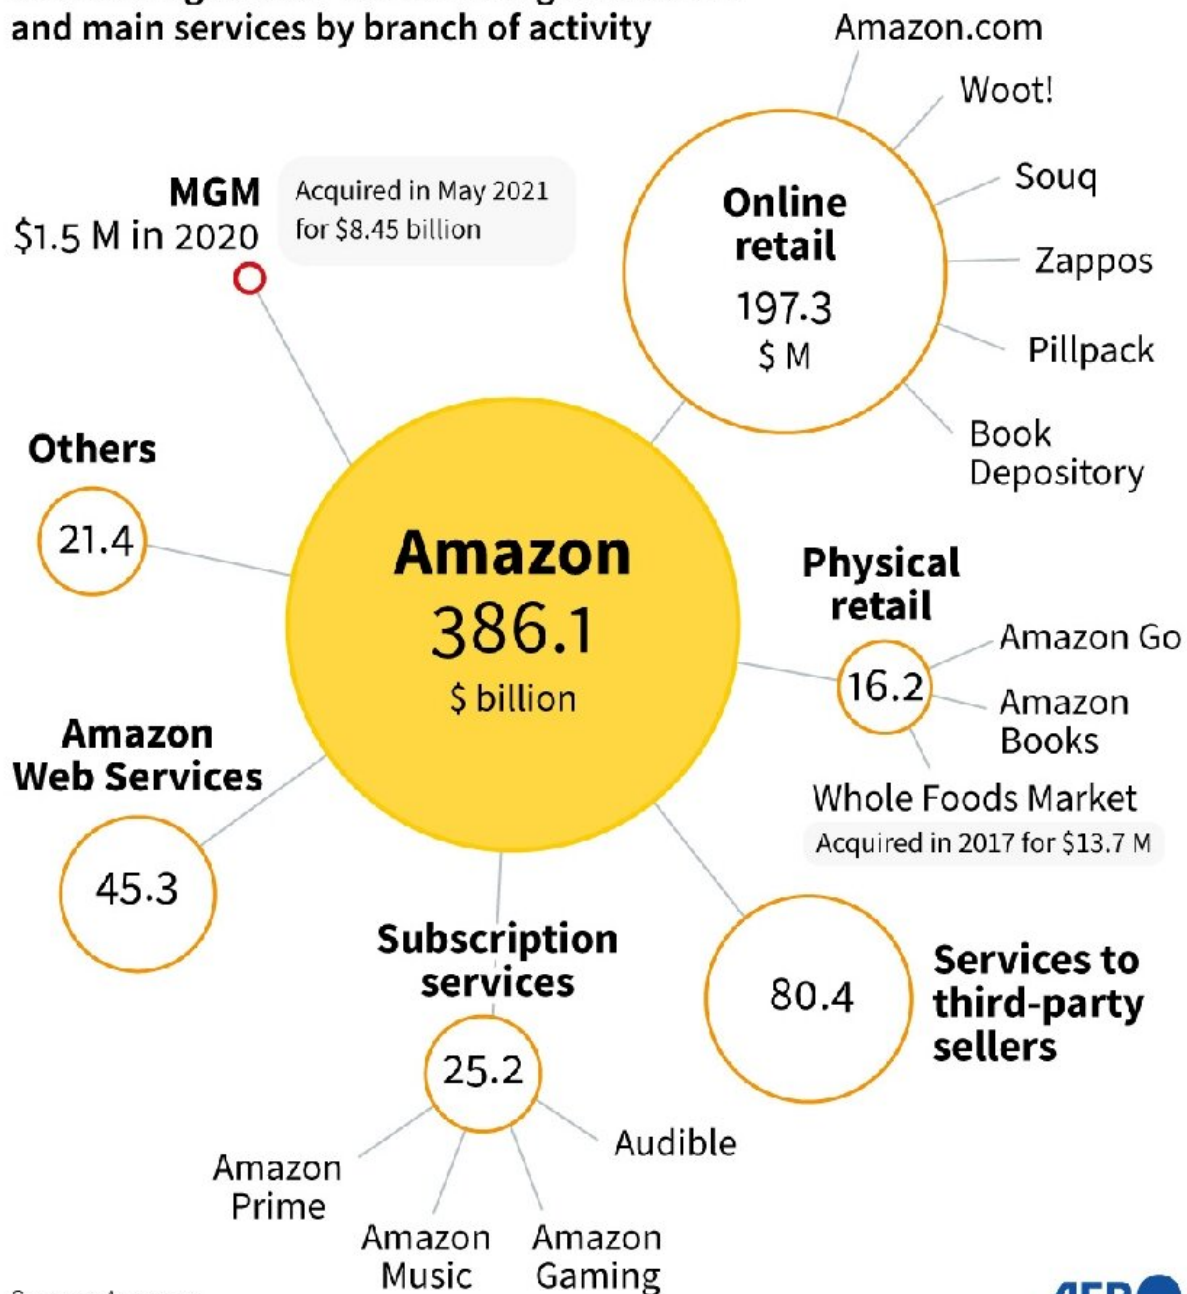 and main services by branch of activity
Amazon.com
Woot!
Souq
Zappos
Pillpack
Book
Depository
Online
retail
197.3
$ M
MGM
$1.5 M in 2020
Acquired in May 2021
for $8.45 billion
Others
21.4
Amazon
386.1
$ billion
Physical
retail
16.2
Amazon Go
Amazon
Books
Whole Foods Market
Acquired in 2017 for $13.7 M
Amazon
Web Services
45.3
Subscription
services
25.2
Amazon
Prime
Amazon
Music
Amazon
Gaming
Audible
80.4
Services to
third-party
sellers
AFP